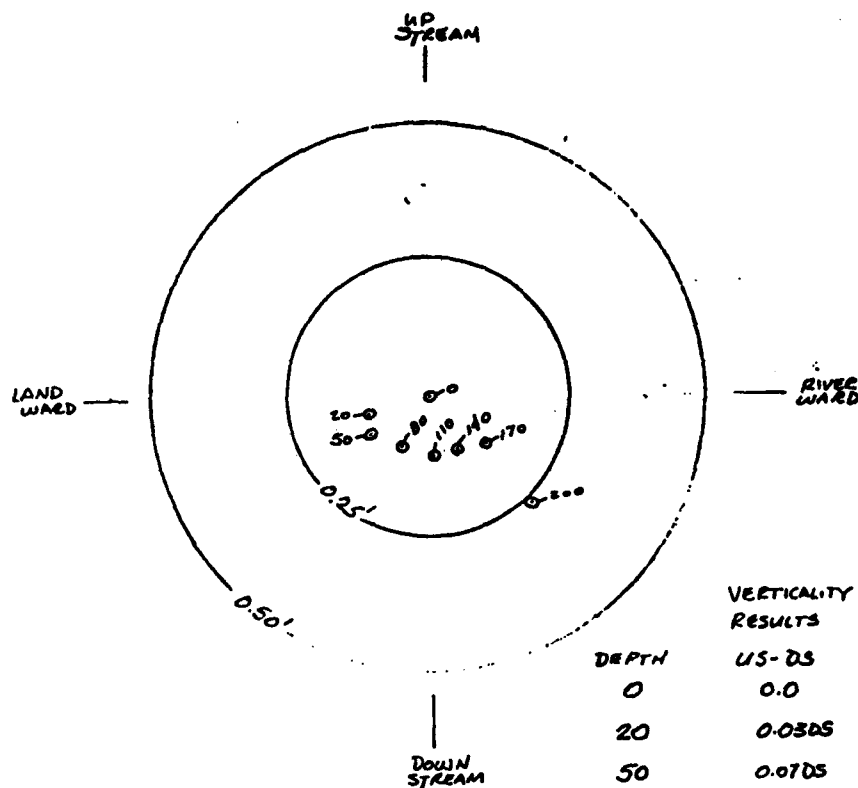 UP
STREAM
LAND
WARD
RIVER
WARD
0
20
50
80
110
140
170
200
0.25'
0.50'
DOWN
STREAM
VERTICALITY
RESULTS
DEPTH US-DS
0 0.0
20 0.03DS
50 0.07DS